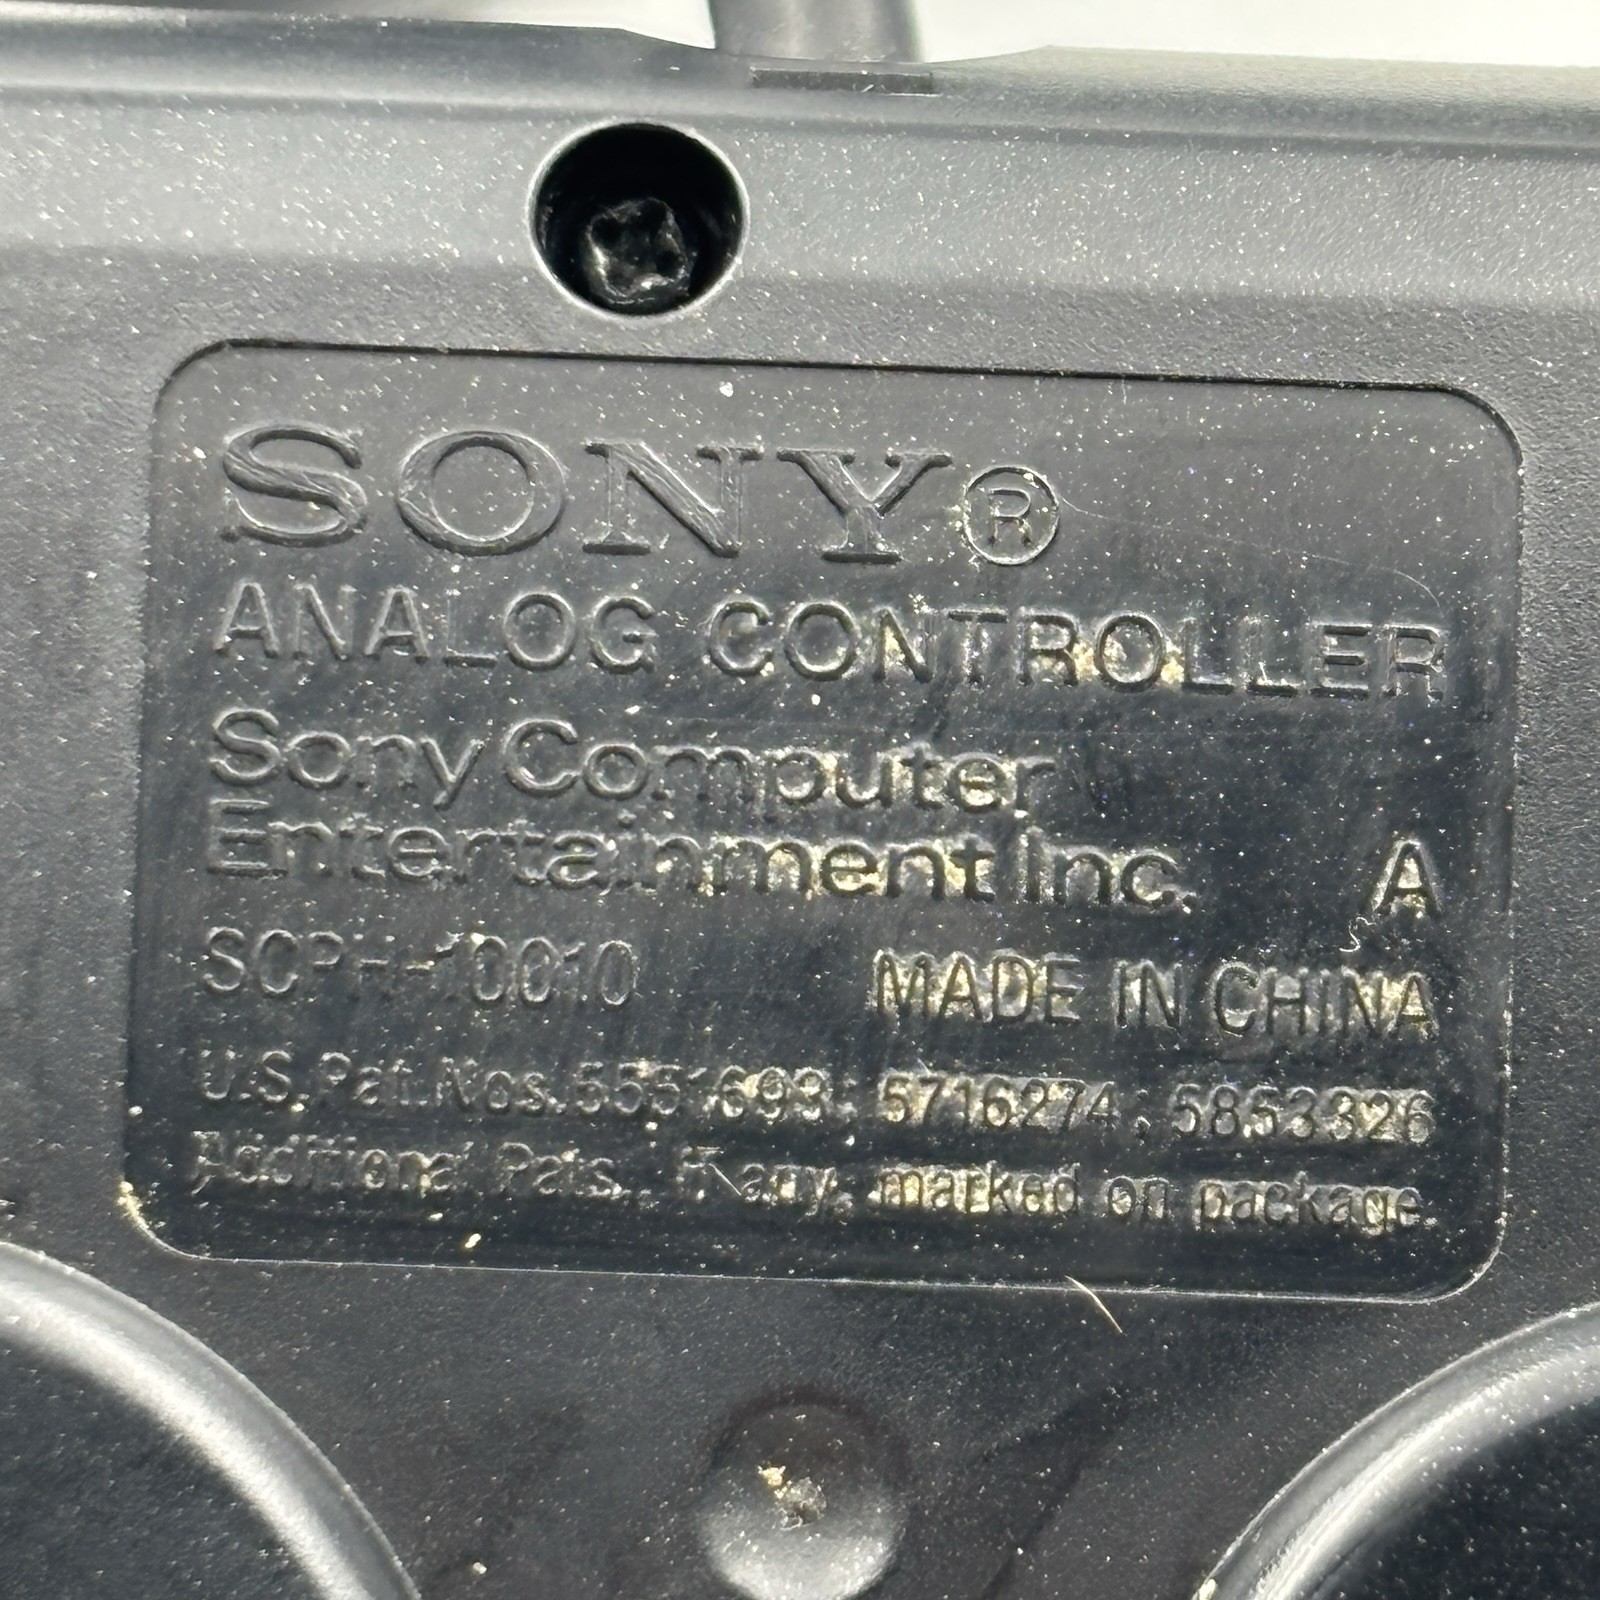 SONY®
ANALOG CONTROLLER
Sony Computer
Entertainment Inc. A
SCPH-10010 MADE IN CHINA
U.S. Pat. Nos. 5551693; 5716274; 5853326
Additional Pats., if any, marked on package.